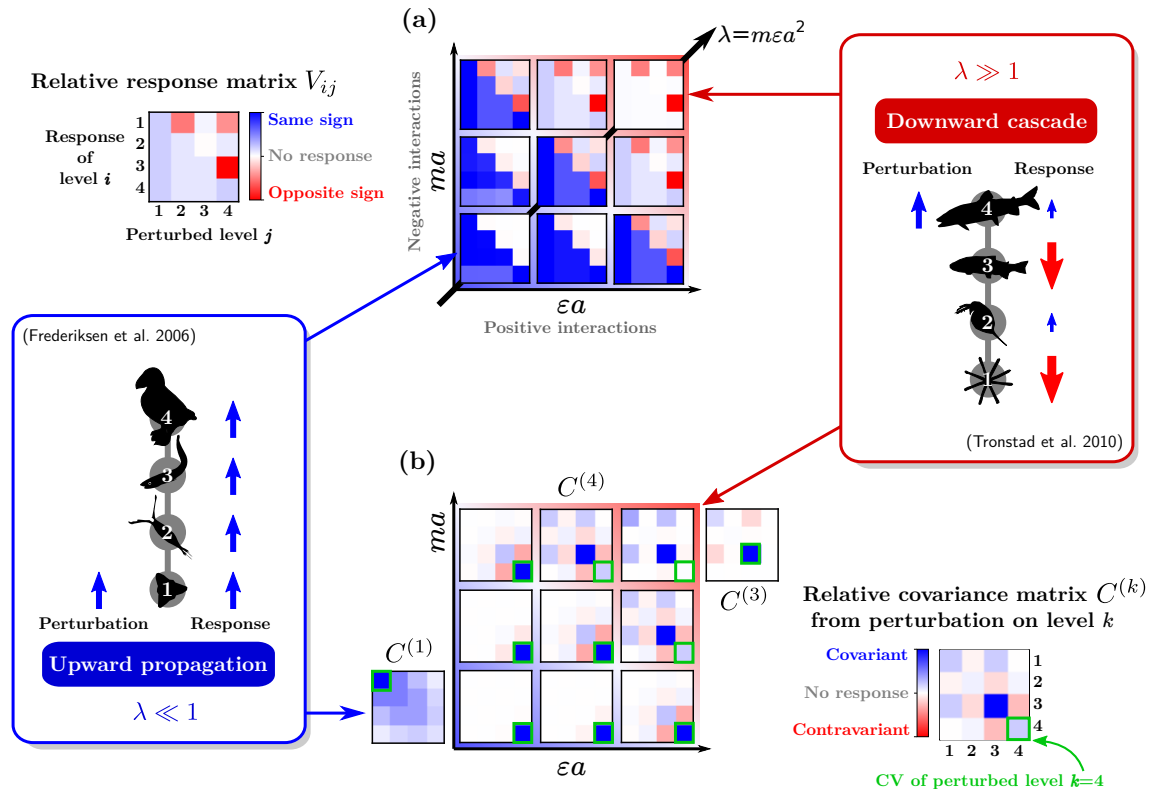 (a)
λ=mεa²
Relative response matrix V_ij
Response
of
level i
1
2
3
4
1 2 3 4
Perturbed level j
Same sign
No response
Opposite sign
Negative interactions
ma
εa
Positive interactions
λ ≫ 1
Downward cascade
Perturbation Response
4
3
2
1
(Tronstad et al. 2010)
(Frederiksen et al. 2006)
4
3
2
1
Perturbation Response
Upward propagation
λ ≪ 1
(b)
C^(4)
ma
εa
C^(1)
C^(3)
Relative covariance matrix C^(k)
from perturbation on level k
Covariant
No response
Contravariant
1
2
3
4
1 2 3 4
CV of perturbed level k=4